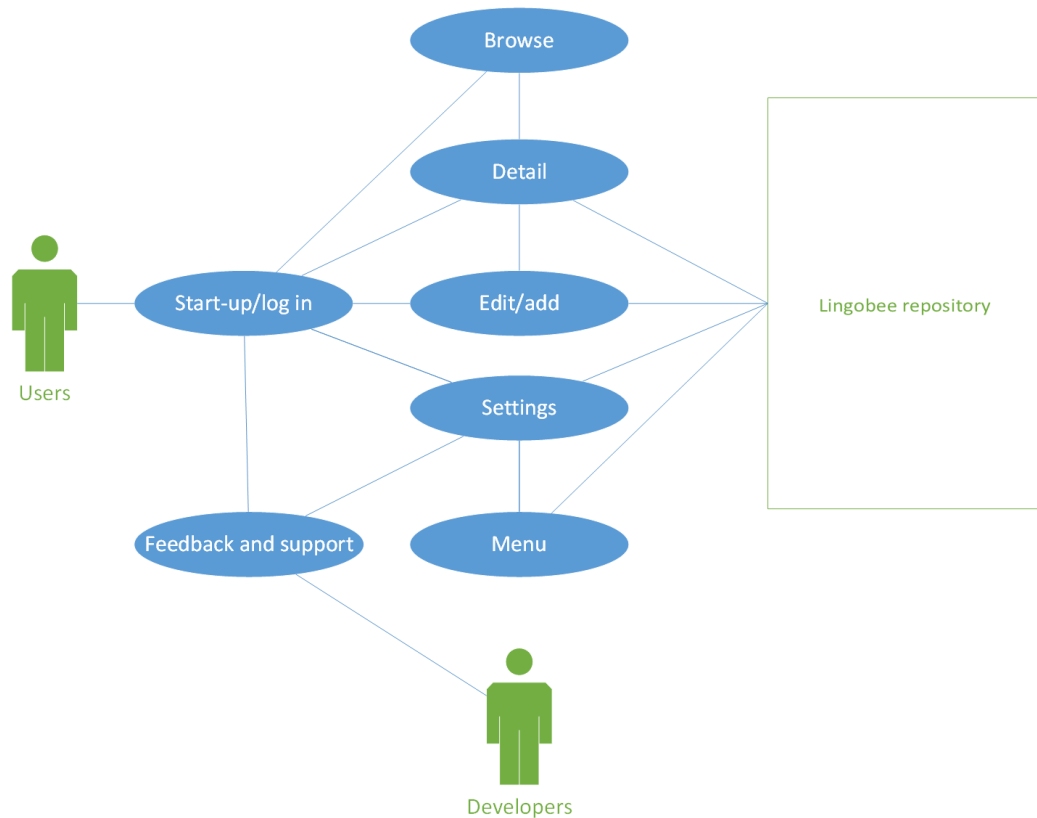 Browse
Detail
Start-up/log in
Edit/add
Lingobee repository
Users
Settings
Feedback and support
Menu
Developers